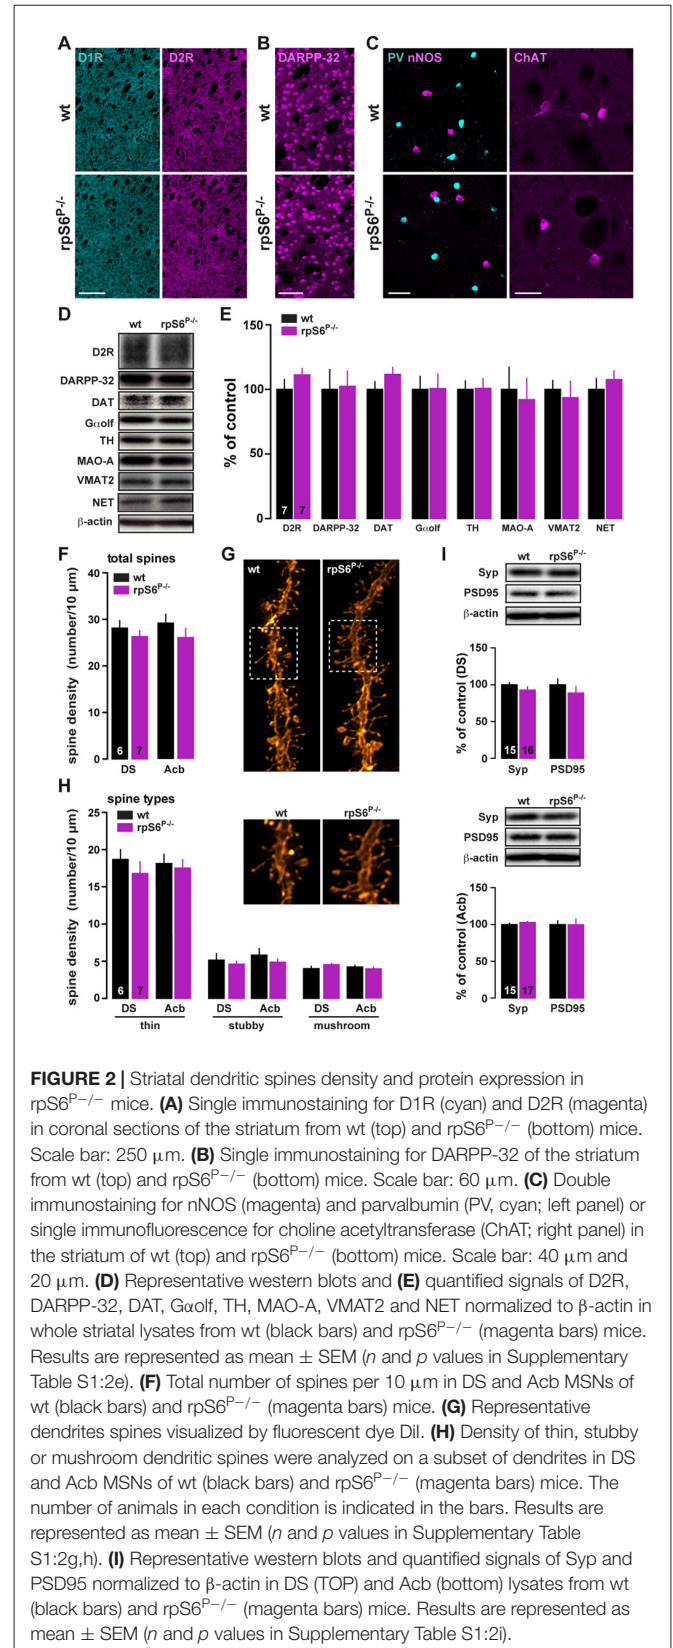 A
D1R
D2R
B
DARPP-32
C
PV nNOS
ChAT
wt
rpS6P-/-
D
wt rpS6P-/-
D2R
DARPP-32
DAT
Gαolf
TH
MAO-A
VMAT2
NET
β-actin
E
wt
rpS6P-/-
% of control
150
100
50
0
7 7
D2R DARPP-32 DAT Gαolf TH MAO-A VMAT2 NET
F
total spines
wt
rpS6P-/-
spine density (number/10 µm)
40
30
20
10
0
6 7
DS Acb
G
wt
rpS6P-/-
H
spine types
wt
rpS6P-/-
spine density (number/10 µm)
25
20
15
10
5
0
6 7
DS Acb DS Acb DS Acb
thin stubby mushroom
wt rpS6P-/-
I
wt rpS6P-/-
Syp
PSD95
β-actin
% of control (DS)
150
100
50
0
15 16
Syp PSD95
wt rpS6P-/-
Syp
PSD95
β-actin
% of control (Acb)
150
100
50
0
15 17
Syp PSD95
FIGURE 2 | Striatal dendritic spines density and protein expression in
rpS6P−/− mice. (A) Single immunostaining for D1R (cyan) and D2R (magenta)
in coronal sections of the striatum from wt (top) and rpS6P−/− (bottom) mice.
Scale bar: 250 µm. (B) Single immunostaining for DARPP-32 of the striatum
from wt (top) and rpS6P−/− (bottom) mice. Scale bar: 60 µm. (C) Double
immunostaining for nNOS (magenta) and parvalbumin (PV, cyan; left panel) or
single immunofluorescence for choline acetyltransferase (ChAT; right panel) in
the striatum of wt (top) and rpS6P−/− (bottom) mice. Scale bar: 40 µm and
20 µm. (D) Representative western blots and (E) quantified signals of D2R,
DARPP-32, DAT, Gαolf, TH, MAO-A, VMAT2 and NET normalized to β-actin in
whole striatal lysates from wt (black bars) and rpS6P−/− (magenta bars) mice.
Results are represented as mean ± SEM (n and p values in Supplementary
Table S1:2e). (F) Total number of spines per 10 µm in DS and Acb MSNs of
wt (black bars) and rpS6P−/− (magenta bars) mice. (G) Representative
dendrites spines visualized by fluorescent dye DiI. (H) Density of thin, stubby
or mushroom dendritic spines were analyzed on a subset of dendrites in DS
and Acb MSNs of wt (black bars) and rpS6P−/− (magenta bars) mice. The
number of animals in each condition is indicated in the bars. Results are
represented as mean ± SEM (n and p values in Supplementary Table
S1:2g,h). (I) Representative western blots and quantified signals of Syp and
PSD95 normalized to β-actin in DS (TOP) and Acb (bottom) lysates from wt
(black bars) and rpS6P−/− (magenta bars) mice. Results are represented as
mean ± SEM (n and p values in Supplementary Table S1:2i).